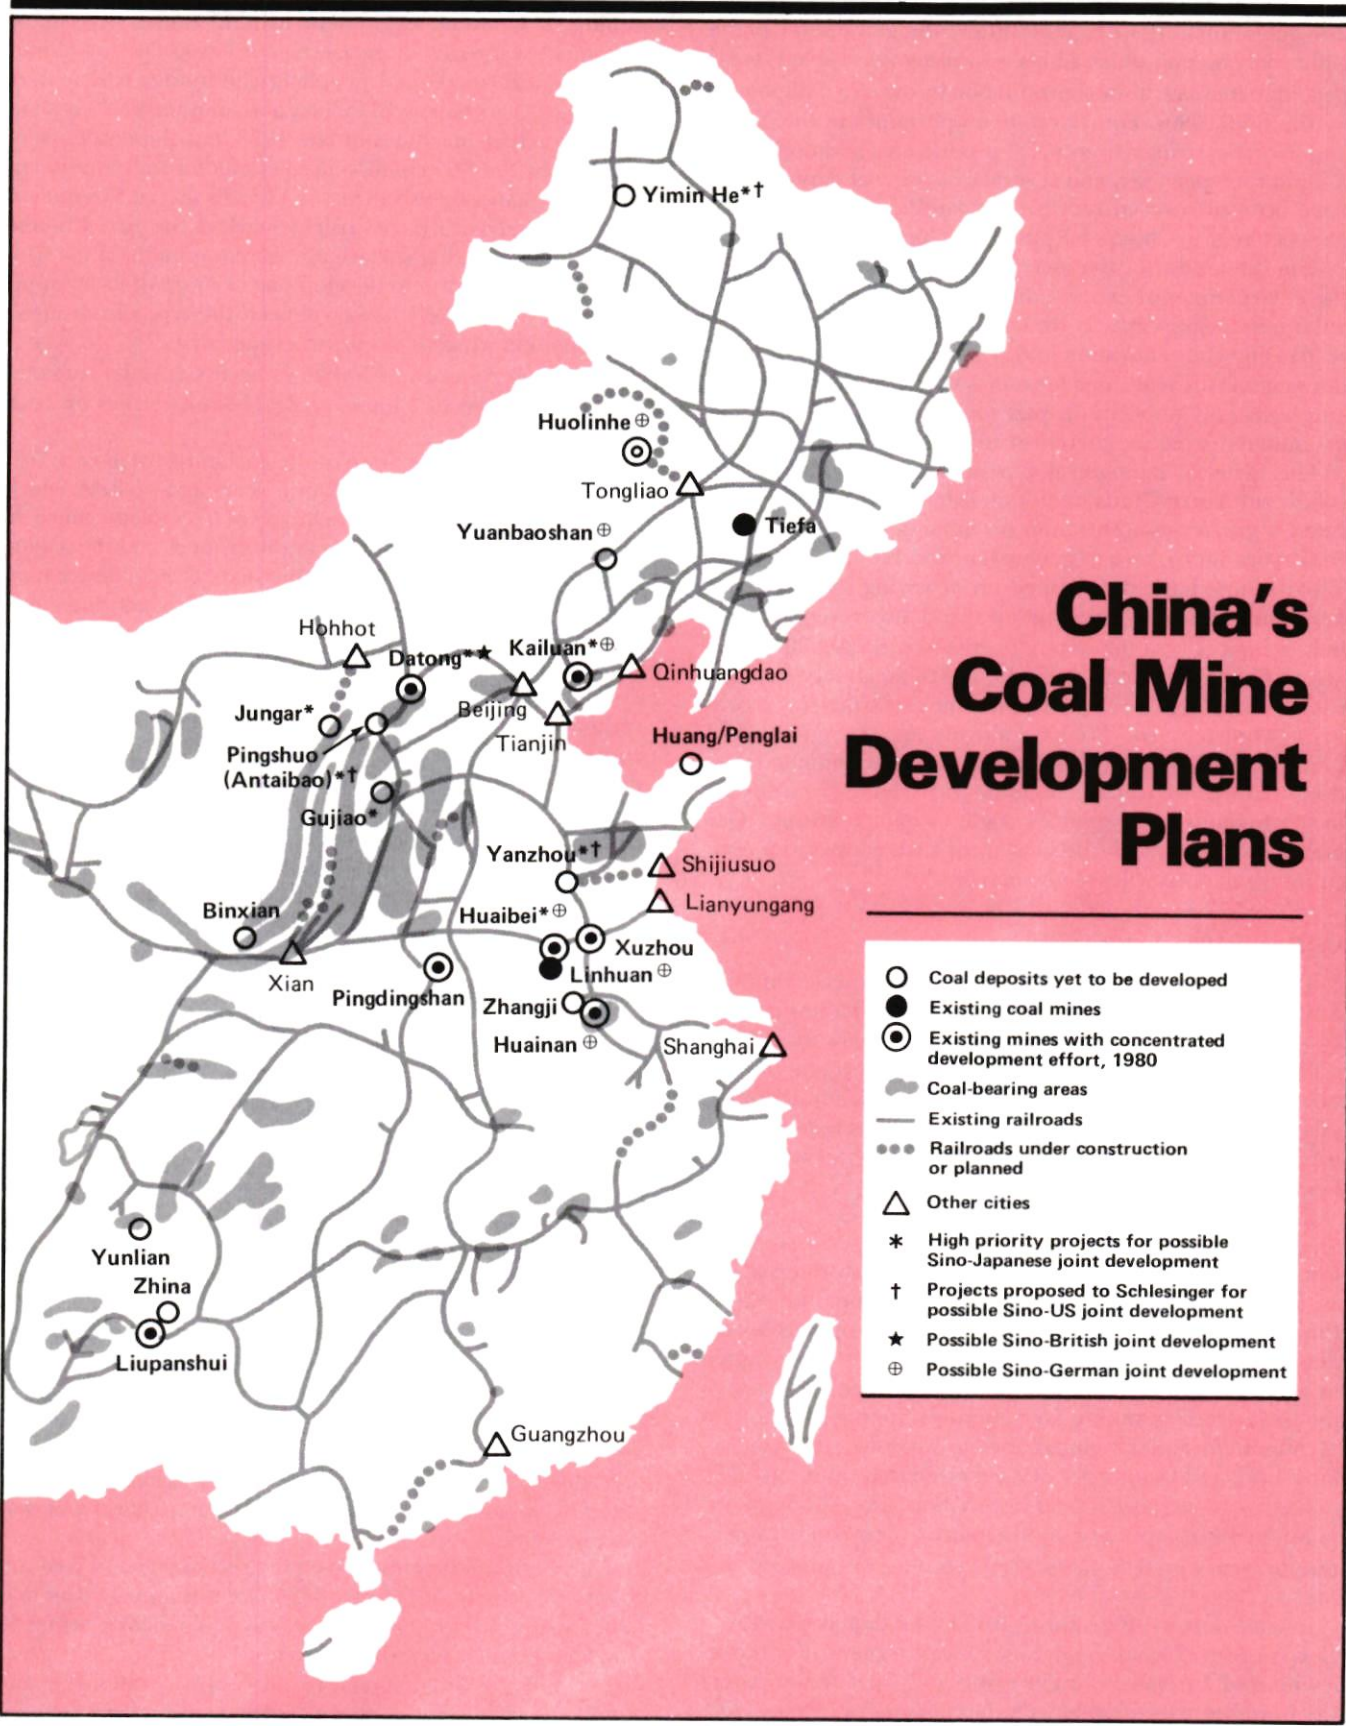 China's
Coal Mine
Development
Plans
Yimin He*†
Huolinhe ⊕
Tongliao
Yuanbaoshan ⊕
Tiefa
Hohhot
Datong*★
Kailuan*⊕
Qinhuangdao
Beijing
Tianjin
Jungar*
Pingshuo
(Antaibao)*†
Gujiao*
Huang/Penglai
Yanzhou*†
Shijiusuo
Lianyungang
Binxian
Huaibei*⊕
Xuzhou
Xian
Linhuan ⊕
Pingdingshan
Zhangji
Huainan ⊕
Shanghai
Yunlian
Zhina
Liupanshui
Guangzhou
Coal deposits yet to be developed
Existing coal mines
Existing mines with concentrated
development effort, 1980
Coal-bearing areas
Existing railroads
Railroads under construction
or planned
Other cities
* High priority projects for possible
Sino-Japanese joint development
† Projects proposed to Schlesinger for
possible Sino-US joint development
★ Possible Sino-British joint development
⊕ Possible Sino-German joint development